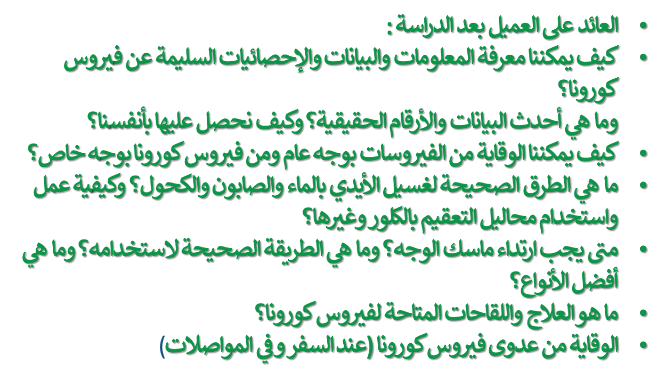 • العائد على العميل بعد الدراسة :
• كيف يمكننا معرفة المعلومات والبيانات والإحصائيات السليمة عن فيروس
كورونا؟
وما هي أحدث البيانات والأرقام الحقيقية؟ وكيف نحصل عليها بأنفسنا؟
• كيف يمكننا الوقاية من الفيروسات بوجه عام ومن فيروس كورونا بوجه خاص؟
• ما هي الطرق الصحيحة لغسيل الأيدي بالماء والصابون والكحول؟ وكيفية عمل
واستخدام محاليل التعقيم بالكلور وغيرها؟
• متى يجب ارتداء ماسك الوجه؟ وما هي الطريقة الصحيحة لاستخدامه؟ وما هي
أفضل الأنواع؟
• ما هو العلاج واللقاحات المتاحة لفيروس كورونا؟
• الوقاية من عدوى فيروس كورونا (عند السفر وفي المواصلات)